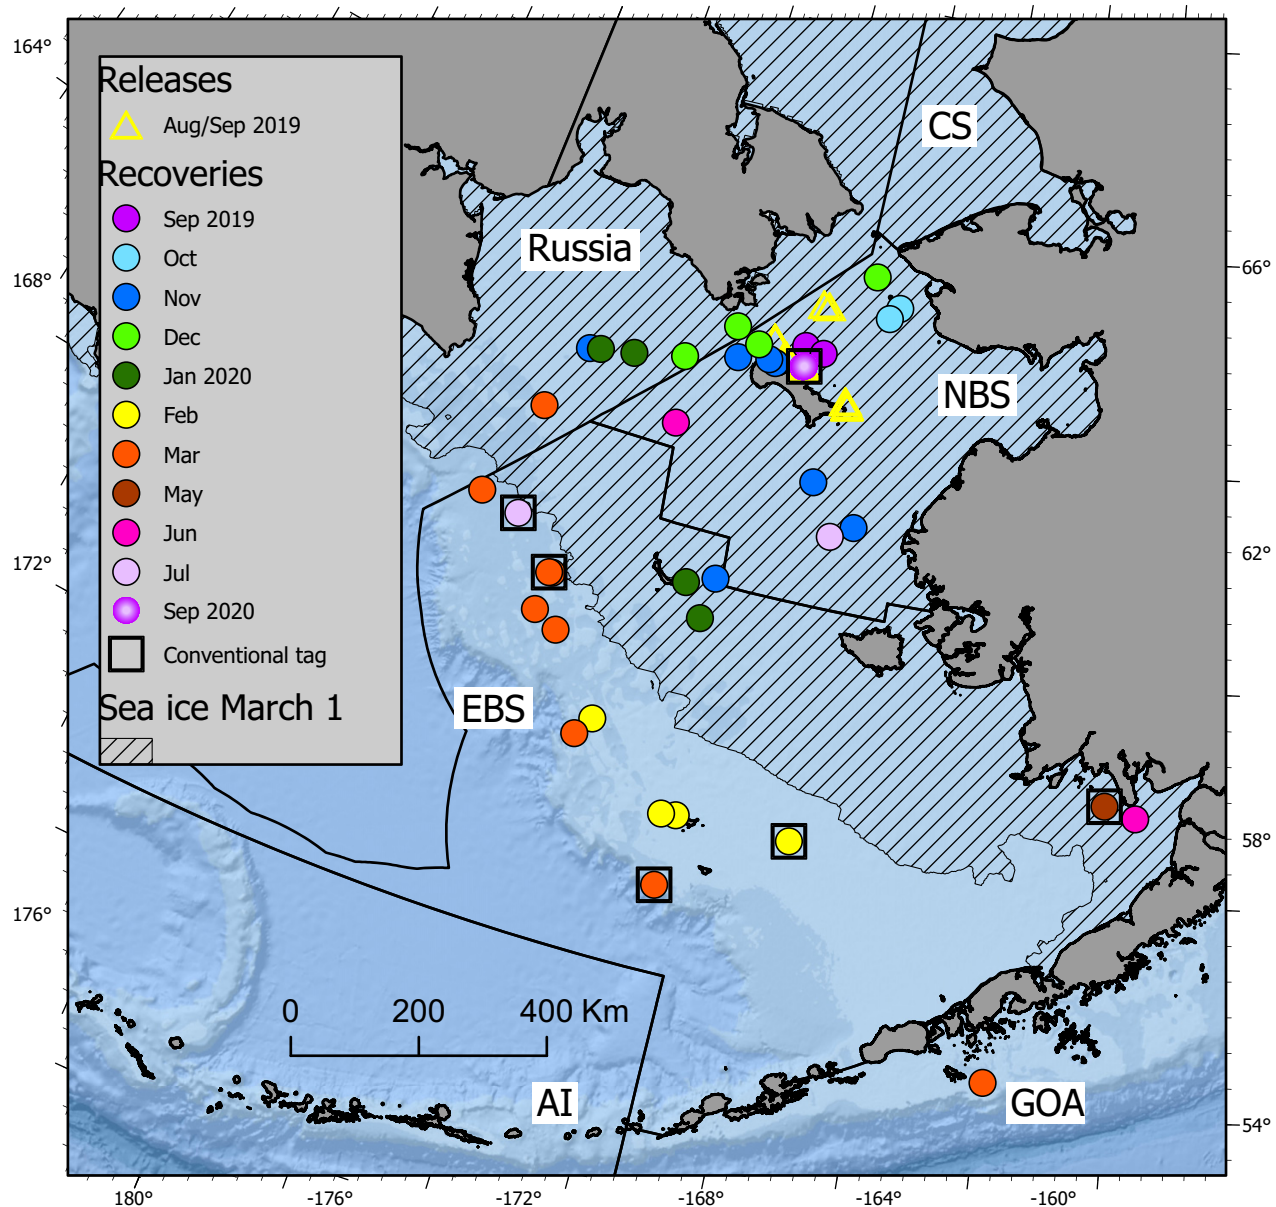 164°
Releases
Aug/Sep 2019
CS
Recoveries
Sep 2019
Russia
Oct
66°
168°
Nov
Dec
Jan 2020
NBS
Feb
Mar
May
Jun
62°
172°
Jul
Sep 2020
Conventional tag
Sea ice March 1
EBS
58°
176°
0 200 400 Km
AI
GOA
54°
180° -176° -172° -168° -164° -160°